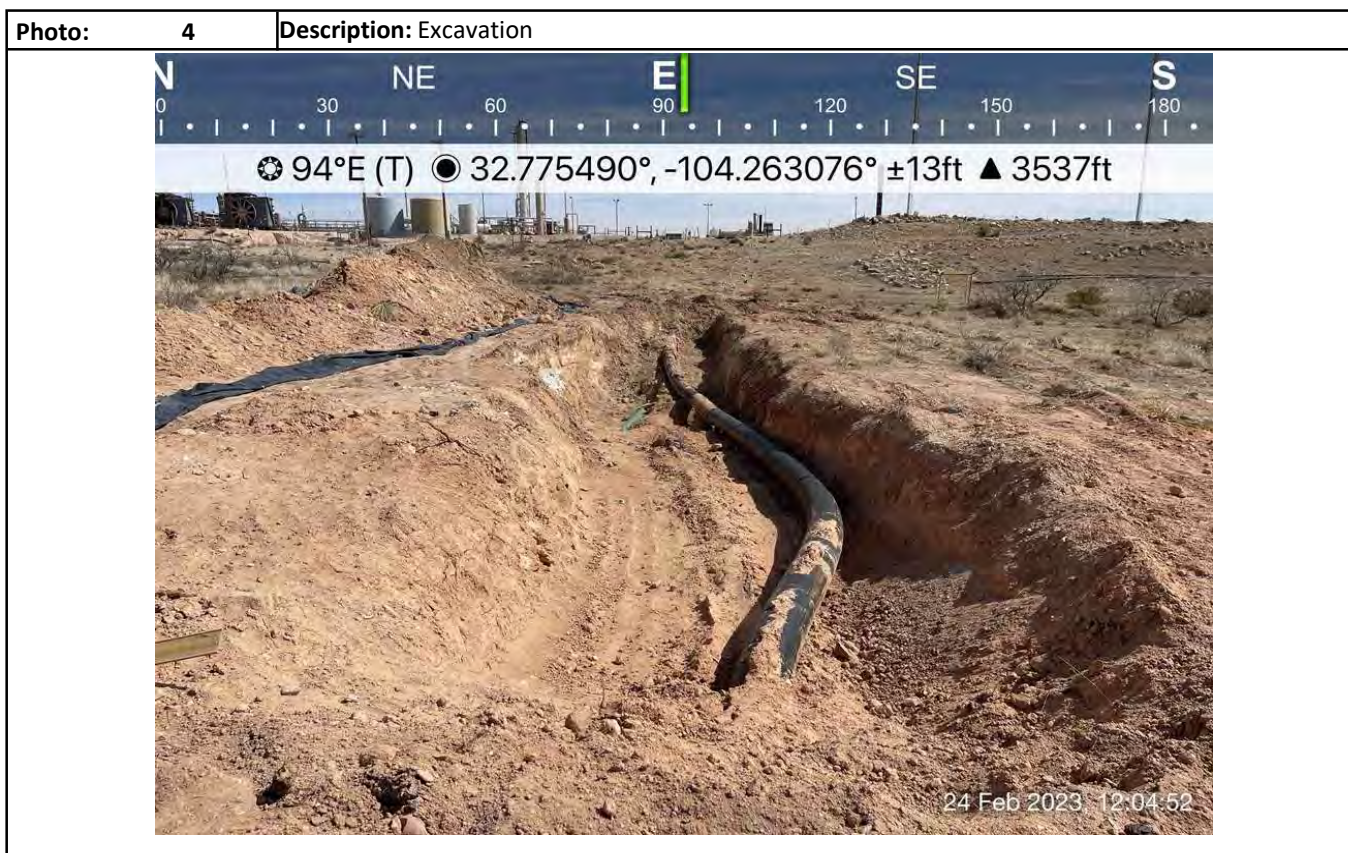 Photo: 4 Description: Excavation
N NE E SE S
0 30 60 90 120 150 180
94°E (T) 32.775490°, -104.263076° ±13ft ▲ 3537ft
24 Feb 2023, 12:04:52